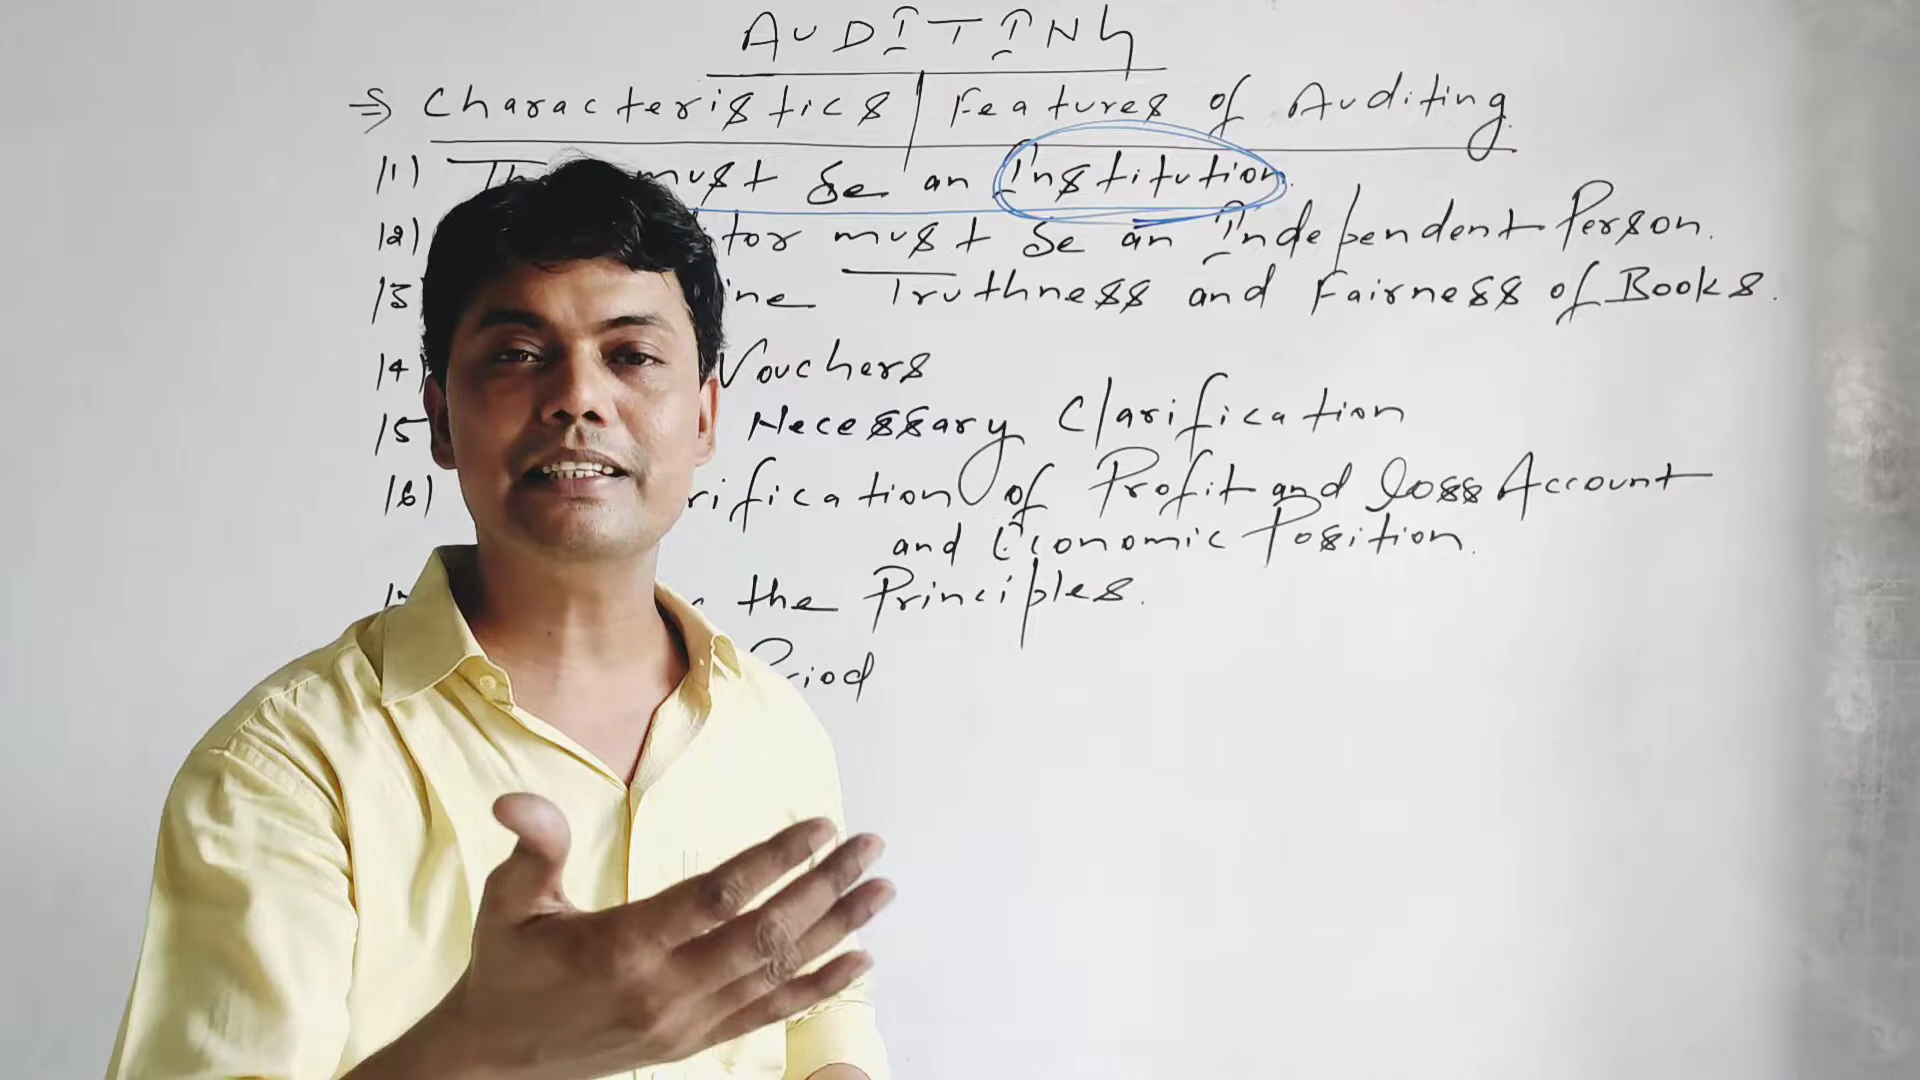 AUDITING
⇒ Characteristics | Features of Auditing.
(1) must be an Institution.
(2) must be an Independent Person.
(3) Truthness and Fairness of Books.
(4) Vouchers
(5 Necessary Clarification
(6) of Profit and loss Account
and Economic Position.
the Principles.